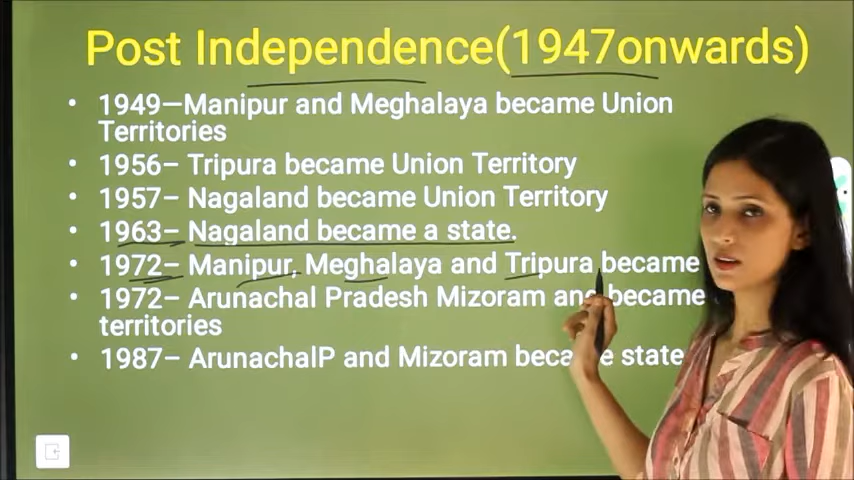 Post Independence(1947onwards)
• 1949–Manipur and Meghalaya became Union
Territories
• 1956– Tripura became Union Territory
• 1957– Nagaland became Union Territory
• 1963– Nagaland became a state.
• 1972– Manipur, Meghalaya and Tripura became
• 1972– Arunachal Pradesh Mizoram and became
territories
• 1987– ArunachalP and Mizoram became state